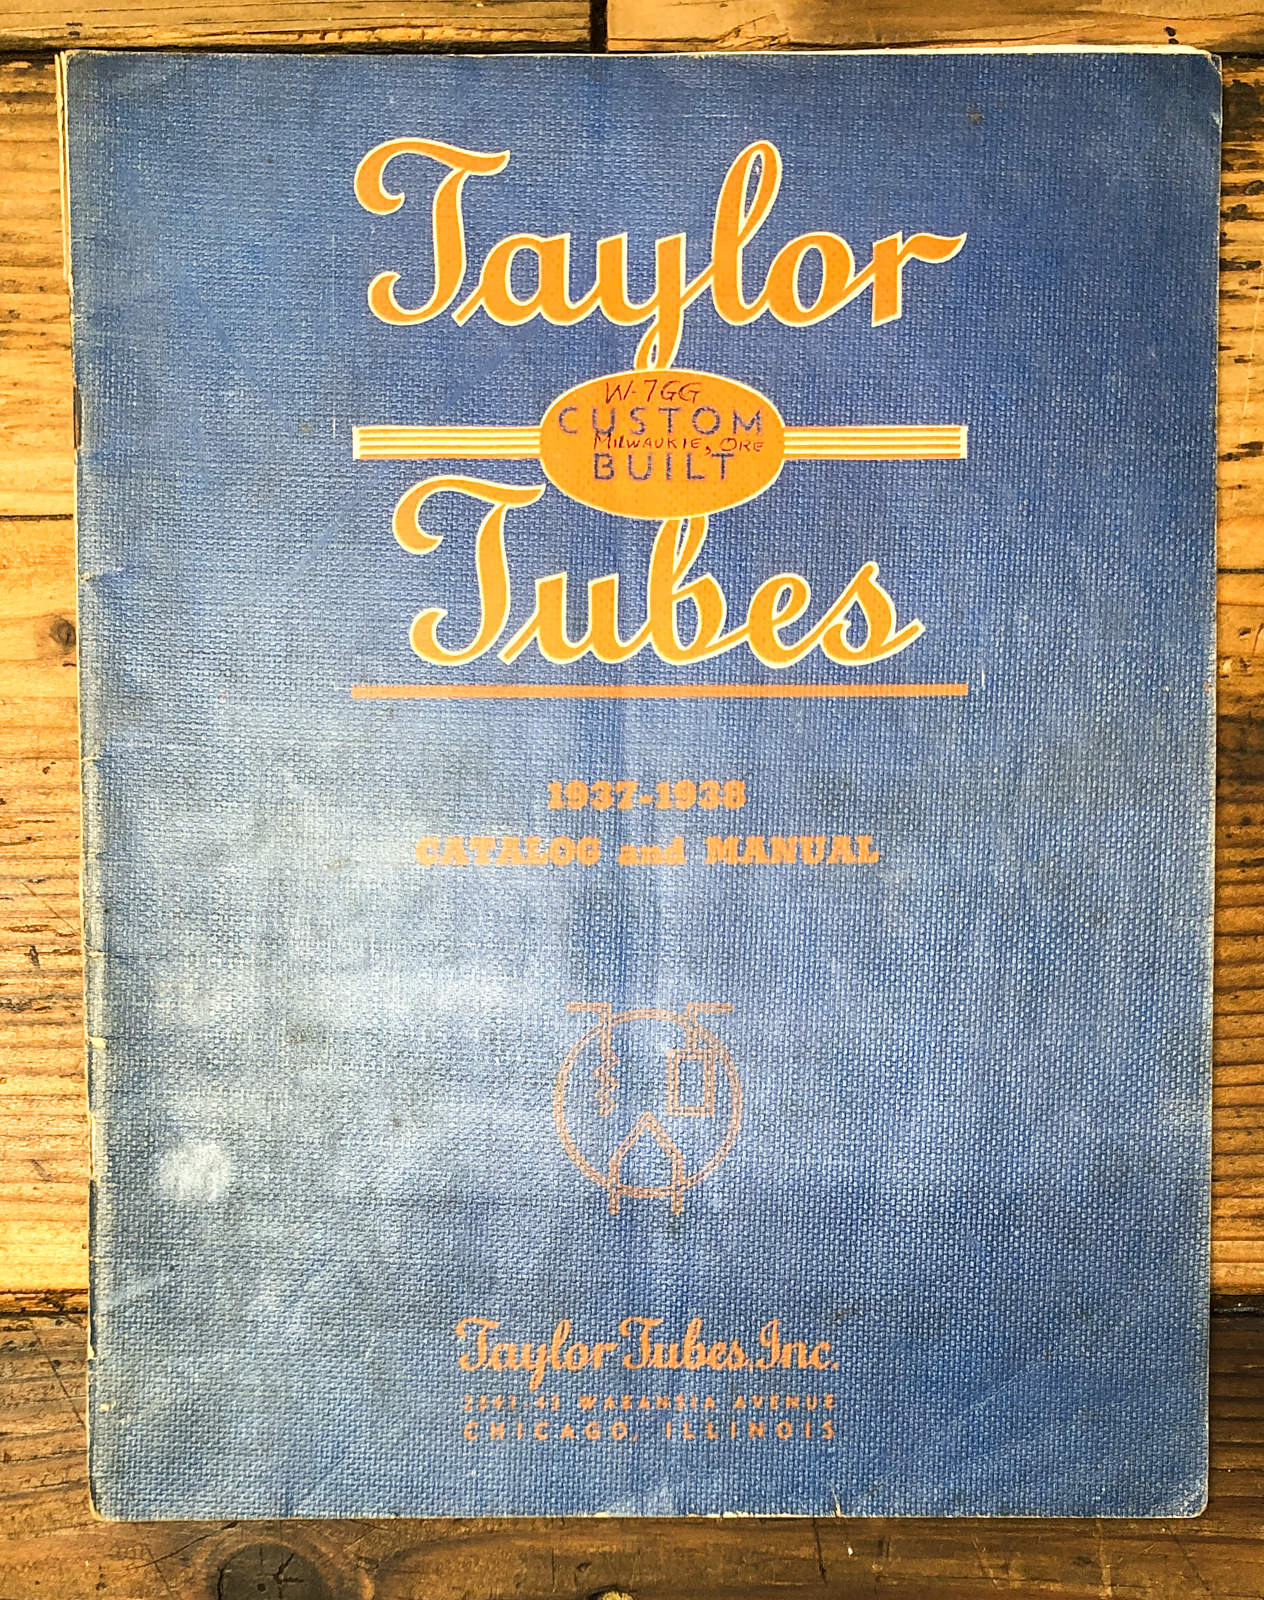 Taylor
W-7GG
CUSTOM
MILWAUKIE, ORE
BUILT
Tubes
1937-1938
CATALOG and MANUAL
Taylor Tubes, Inc.
WABANSIA AVENUE
CHICAGO, ILLINOIS